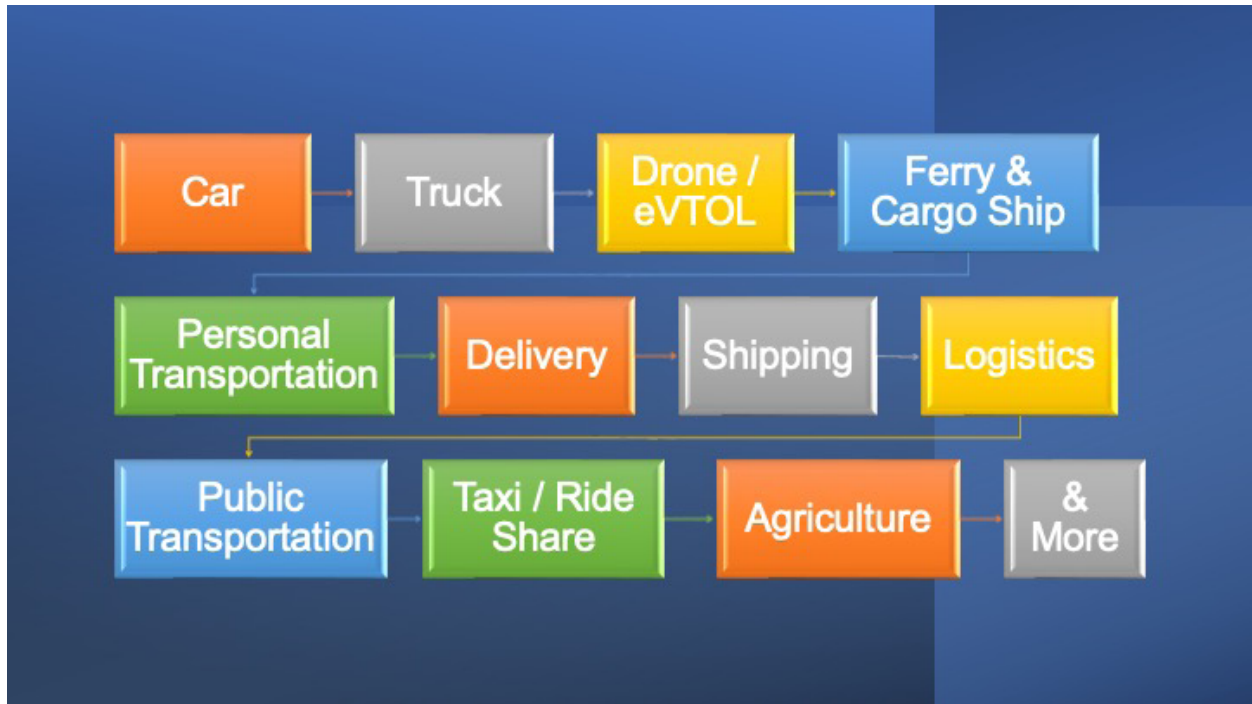 Car
Truck
Drone /
eVTOL
Ferry &
Cargo Ship
Personal
Transportation
Delivery
Shipping
Logistics
Public
Transportation
Taxi / Ride
Share
Agriculture
&
More